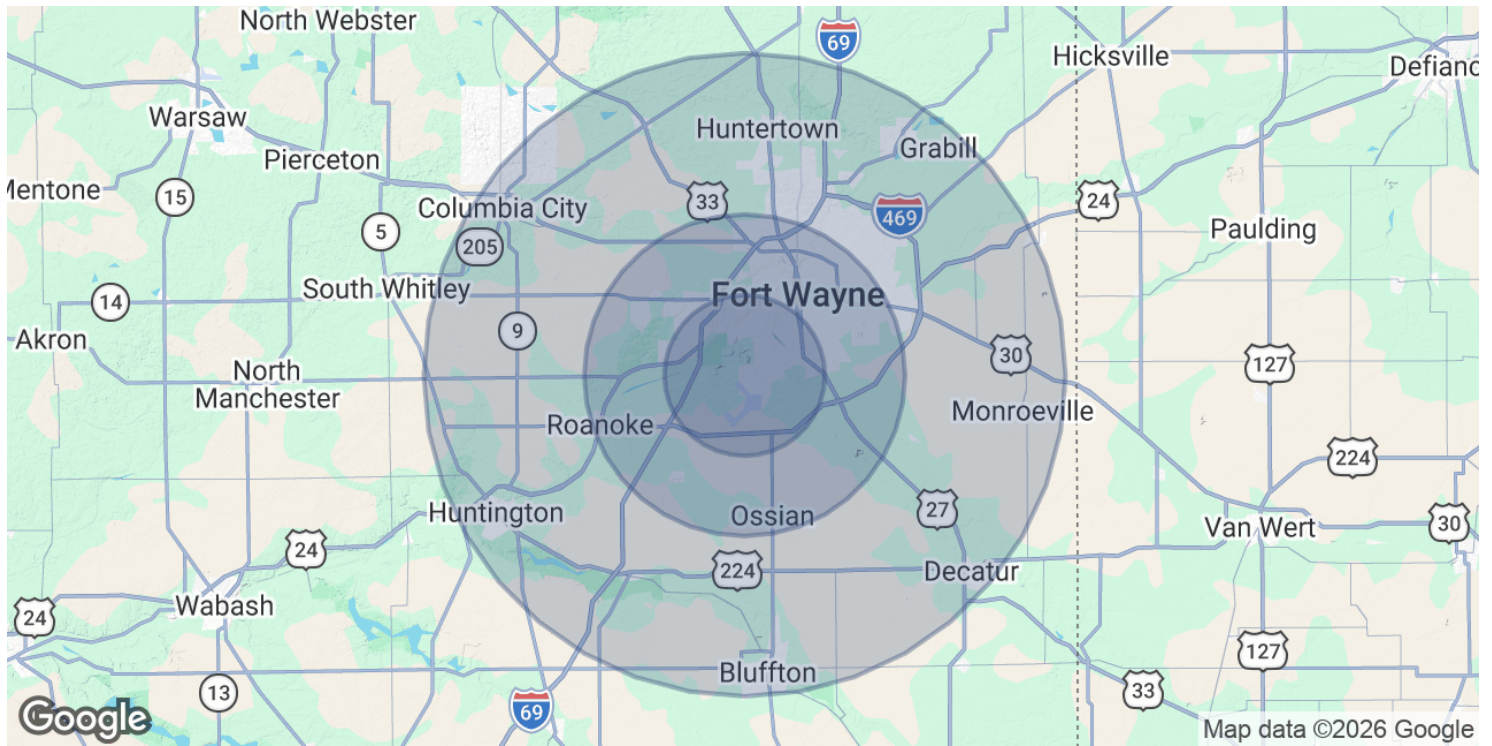 North Webster
69
Hicksville
Defianc
Warsaw
Huntertown
Pierceton
Grabill
Mentone
15
33
24
5
Columbia City
469
205
Paulding
South Whitley
14
Fort Wayne
9
Akron
30
127
North
Manchester
Monroeville
Roanoke
224
Huntington
27
Ossian
Van Wert
30
24
224
Decatur
Wabash
24
127
Bluffton
13
33
69
Google
Map data ©2026 Google